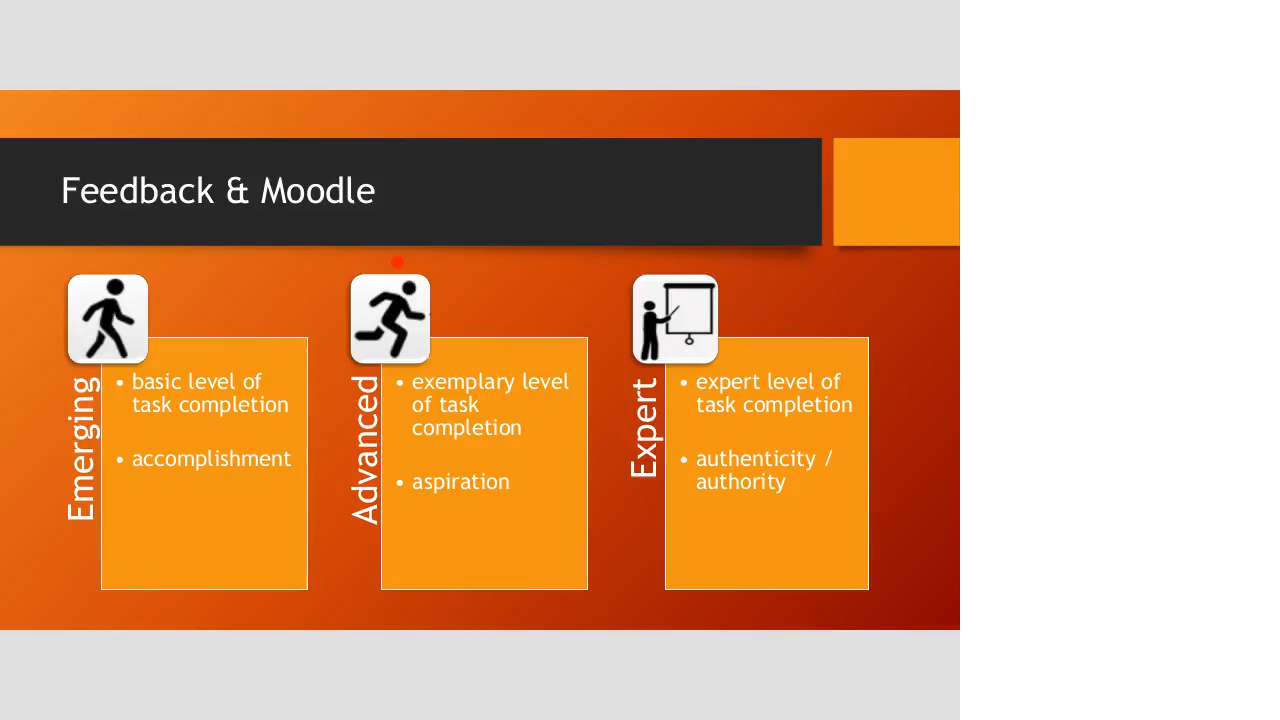 Feedback & Moodle
Emerging
• basic level of
task completion
• accomplishment
Advanced
• exemplary level
of task
completion
• aspiration
Expert
• expert level of
task completion
• authenticity /
authority